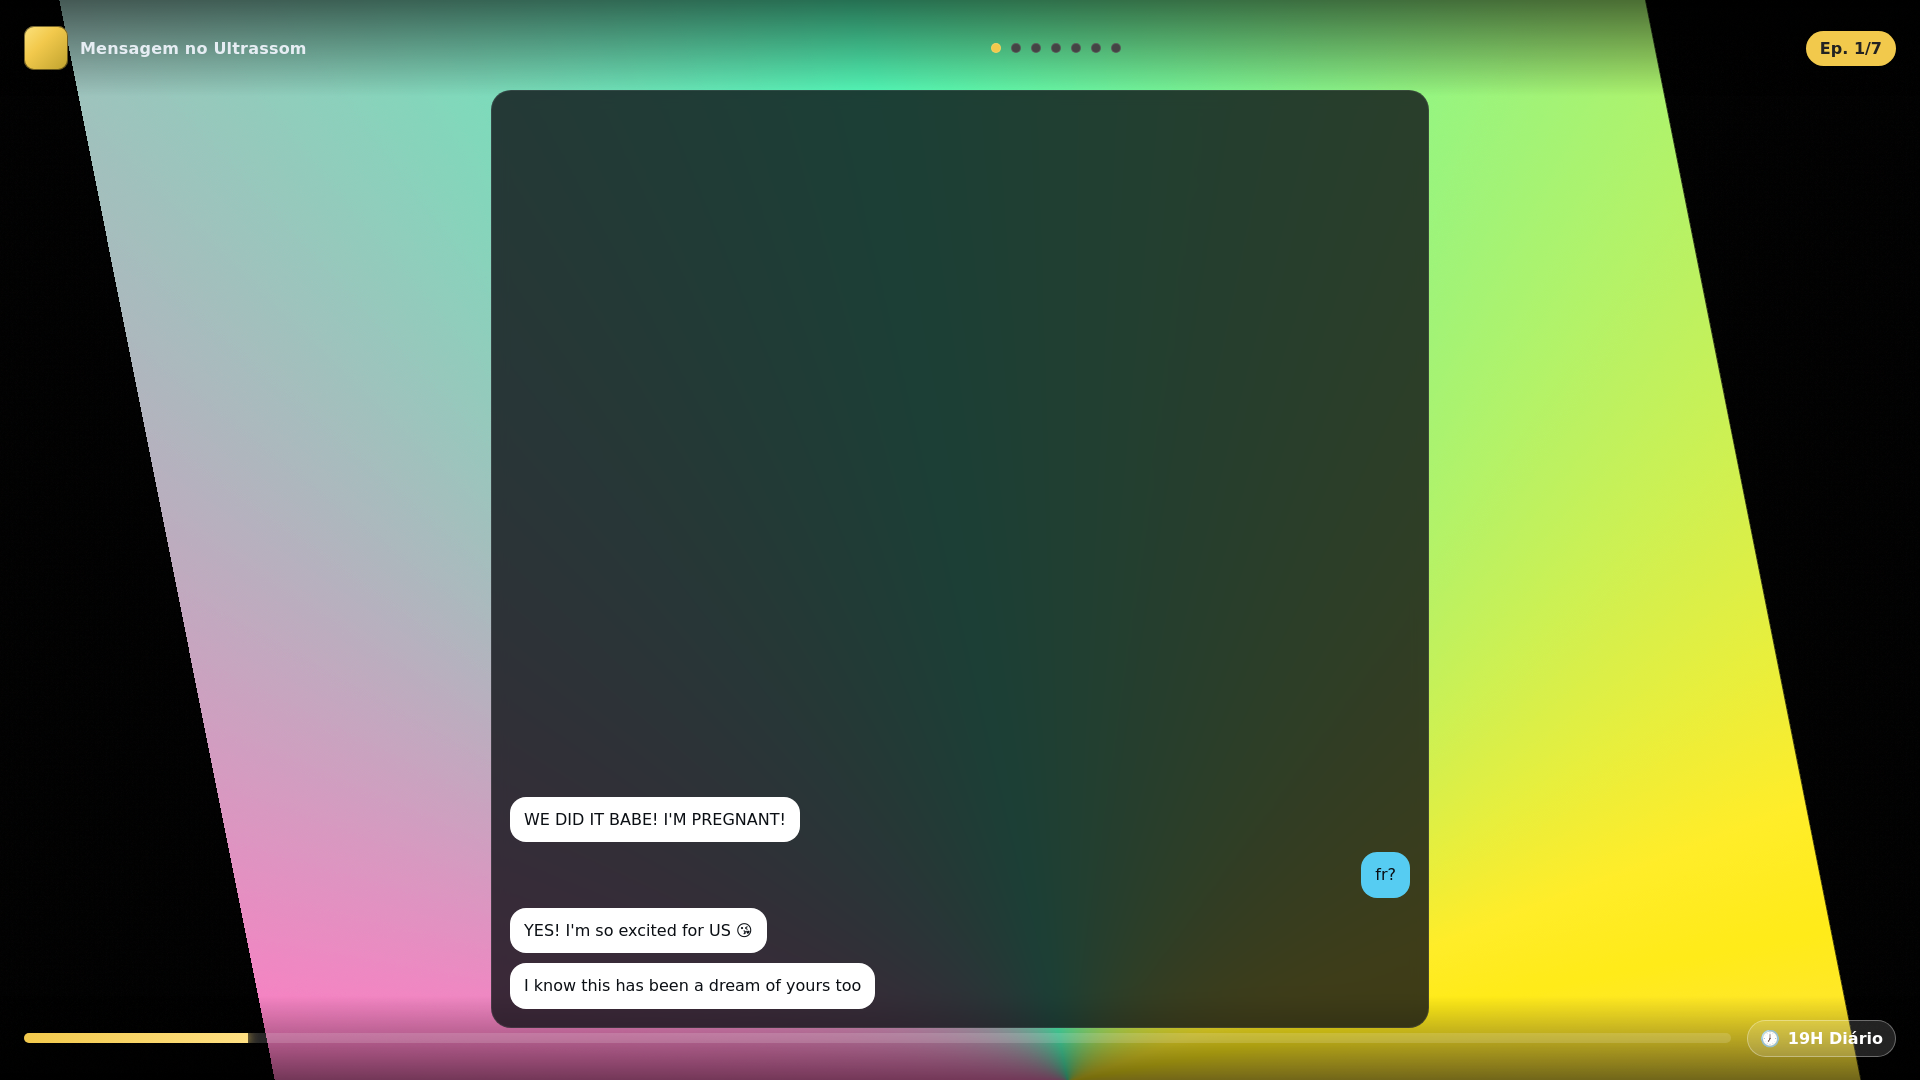 Mensagem no Ultrassom
Ep. 1/7
WE DID IT BABE! I'M PREGNANT!
fr?
YES! I'm so excited for US 😘
I know this has been a dream of yours too
🕖 19H Diário